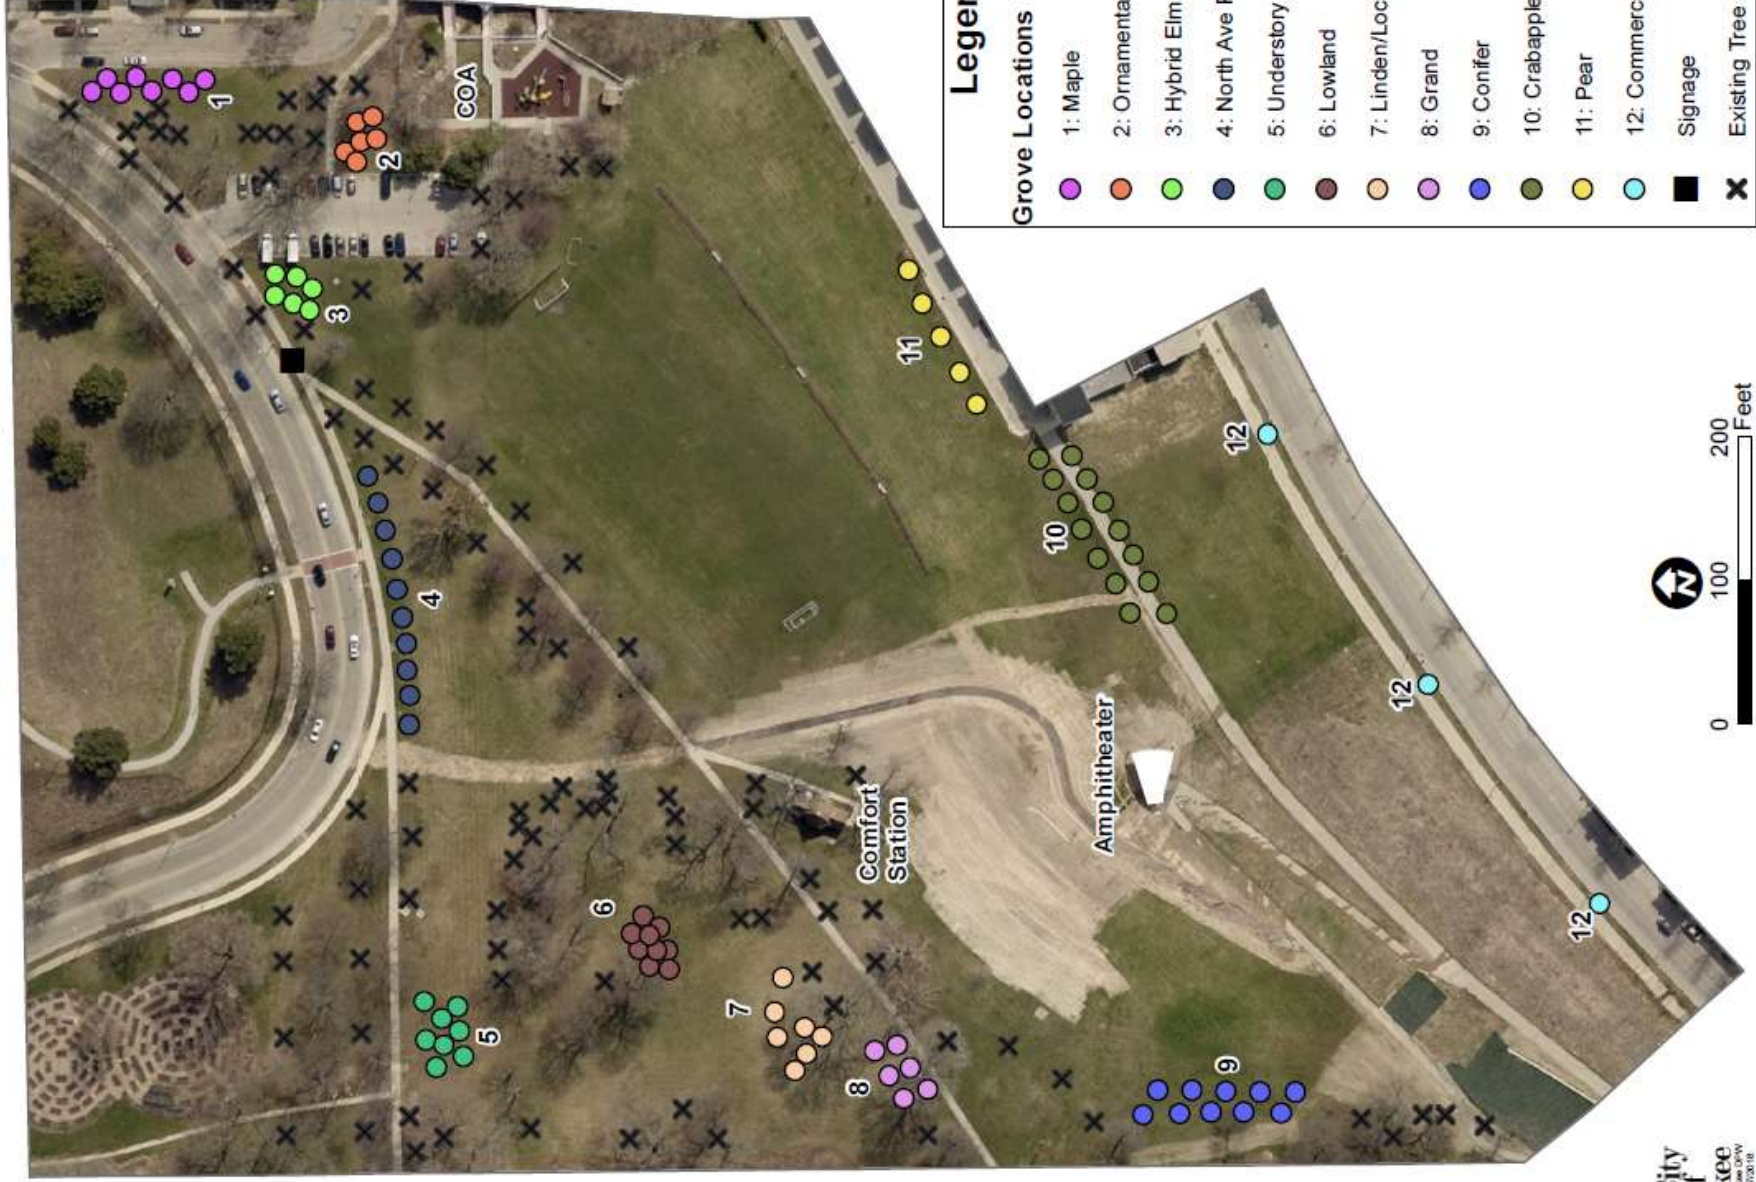 Legen
Grove Locations
1: Maple
2: Ornamenta
3: Hybrid Elm
4: North Ave
5: Understory
6: Lowland
7: Linden/Loc
8: Grand
9: Conifer
10: Crabapple
11: Pear
12: Commerc
Signage
Existing Tree
1
2
COA
3
4
5
6
7
8
9
10
11
12
12
12
Comfort
Station
Amphitheater
N
0 100 200
Feet
ity
f
kee